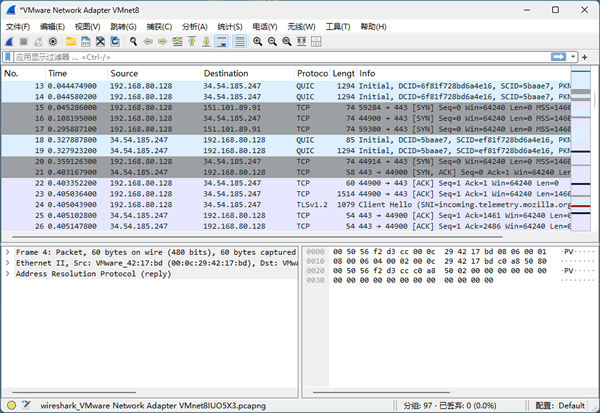 *VMware Network Adapter VMnet8
文件(F) 编辑(E) 视图(V) 跳转(G) 捕获(C) 分析(A) 统计(S) 电话(Y) 无线(W) 工具(T) 帮助(H)
应用显示过滤器 … <Ctrl-/>
No. Time Source Destination Protoco Lengt Info
13 0.044474900 192.168.80.128 34.54.185.247 QUIC 1294 Initial, DCID=6f81f728bd6a4e16, SCID=5baae7, PKN
14 0.044580200 192.168.80.128 34.54.185.247 QUIC 1294 Initial, DCID=6f81f728bd6a4e16, SCID=5baae7, PKN
15 0.045286000 192.168.80.128 151.101.89.91 TCP 74 59284 → 443 [SYN] Seq=0 Win=64240 Len=0 MSS=1460
16 0.108195000 192.168.80.128 34.54.185.247 TCP 74 44900 → 443 [SYN] Seq=0 Win=64240 Len=0 MSS=1460
17 0.295887100 192.168.80.128 151.101.89.91 TCP 74 59300 → 443 [SYN] Seq=0 Win=64240 Len=0 MSS=1460
18 0.327887800 34.54.185.247 192.168.80.128 QUIC 85 Initial, DCID=5baae7, SCID=ef81f728bd6a4e16, PKN
19 0.327923200 34.54.185.247 192.168.80.128 QUIC 1294 Initial, DCID=5baae7, SCID=ef81f728bd6a4e16, PKN
20 0.359126300 192.168.80.128 34.54.185.247 TCP 74 44914 → 443 [SYN] Seq=0 Win=64240 Len=0 MSS=1460
21 0.403167900 34.54.185.247 192.168.80.128 TCP 58 443 → 44900 [SYN, ACK] Seq=0 Ack=1 Win=64240 Len
22 0.403352200 192.168.80.128 34.54.185.247 TCP 60 44900 → 443 [ACK] Seq=1 Ack=1 Win=64240 Len=0
23 0.405036400 192.168.80.128 34.54.185.247 TCP 1514 44900 → 443 [ACK] Seq=1 Ack=1 Win=64240 Len=1460
24 0.405043900 192.168.80.128 34.54.185.247 TLSv1.2 1079 Client Hello (SNI=incoming.telemetry.mozilla.org
25 0.405102800 34.54.185.247 192.168.80.128 TCP 54 443 → 44900 [ACK] Seq=1 Ack=1461 Win=64240 Len=0
26 0.405147800 34.54.185.247 192.168.80.128 TCP 54 443 → 44900 [ACK] Seq=1 Ack=2486 Win=64240 Len=0
Frame 4: Packet, 60 bytes on wire (480 bits), 60 bytes captured
Ethernet II, Src: VMware_42:17:bd (00:0c:29:42:17:bd), Dst: VMwa
Address Resolution Protocol (reply)
0000 00 50 56 f2 d3 cc 00 0c 29 42 17 bd 08 06 00 01 ·PV·····
0010 08 00 06 04 00 02 00 0c 29 42 17 bd c0 a8 50 80 ········
0020 00 50 56 f2 d3 cc c0 a8 50 02 00 00 00 00 00 00 ·PV·····
0030 00 00 00 00 00 00 00 00 00 00 00 00 ········
wireshark_VMware Network Adapter VMnet8IUO5X3.pcapng 分组: 97 · 已丢弃: 0 (0.0%) 配置: Default